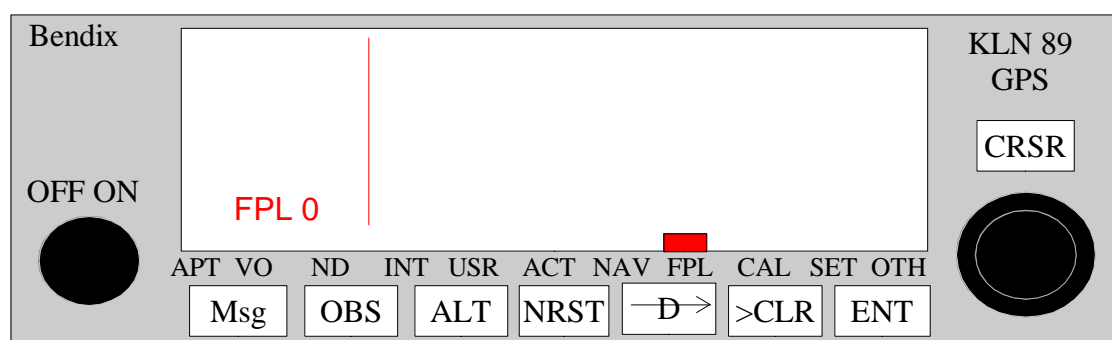 Bendix
KLN 89
GPS
CRSR
OFF ON
FPL 0
APT VO ND INT USR ACT NAV FPL CAL SET OTH
Msg OBS ALT NRST D >CLR ENT